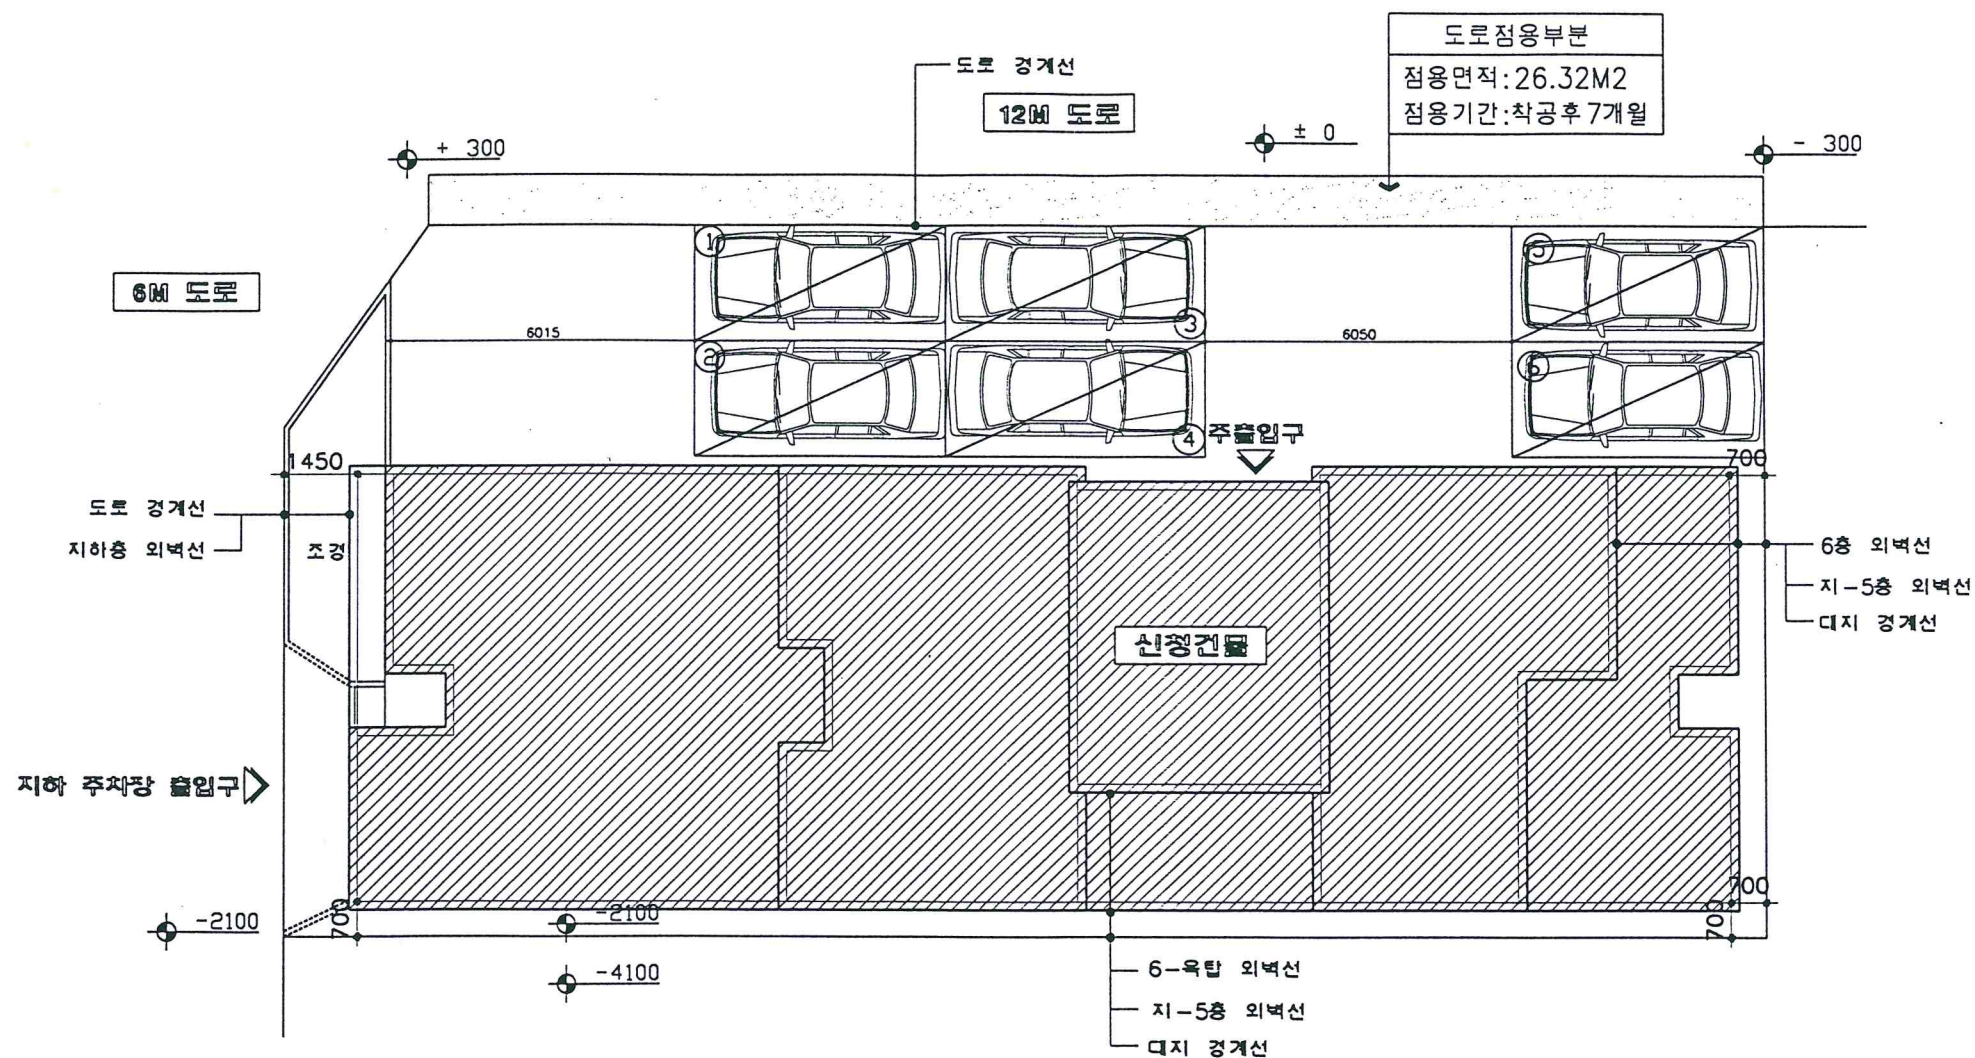 도로점용부분
점용면적:26.32M2
점용기간:착공후 7개월
도로 경계선
12M 도로
± 0
- 300
+ 300
6M 도로
1
3
5
6015
6050
2
4
6
주출입구
1450
700
도로 경계선
지하층 외벽선
조경
6층 외벽선
지-5층 외벽선
대지 경계선
신청건물
지하 주차장 출입구
700
-2100
700
-2100
700
-4100
6-옥탑 외벽선
지-5층 외벽선
대지 경계선